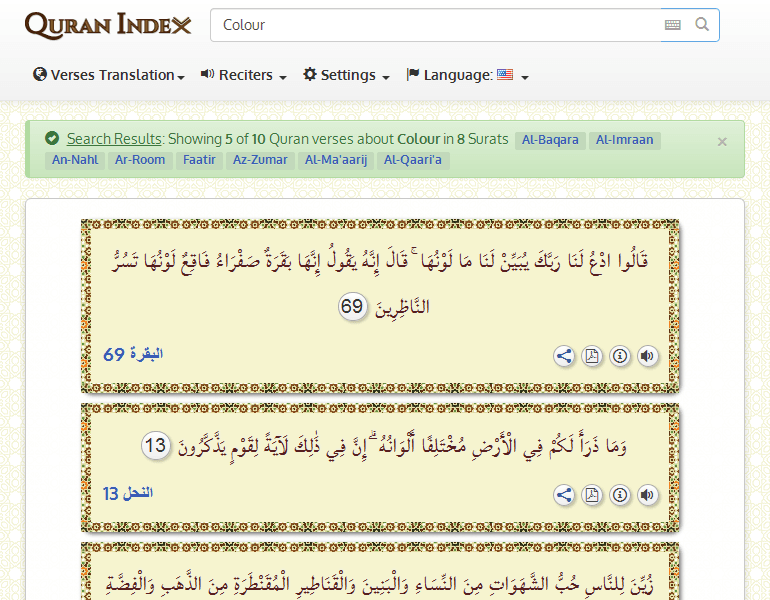 QURAN INDEX
Colour
Verses Translation Reciters Settings Language:
Search Results: Showing 5 of 10 Quran verses about Colour in 8 Surats Al-Baqara Al-Imraan
An-Nahl Ar-Room Faatir Az-Zumar Al-Ma'aarij Al-Qaari'a
×
قَالُوا ادْعُ لَنَا رَبَّكَ يُبَيِّنْ لَنَا مَا لَوْنُهَا ۚ قَالَ إِنَّهُ يَقُولُ إِنَّهَا بَقَرَةٌ صَفْرَاءُ فَاقِعٌ لَوْنُهَا تَسُرُّ
النَّاظِرِينَ 69
البقرة 69
وَمَا ذَرَأَ لَكُمْ فِي الْأَرْضِ مُخْتَلِفًا أَلْوَانُهُ ۗ إِنَّ فِي ذَٰلِكَ لَآيَةً لِقَوْمٍ يَذَّكَّرُونَ 13
النحل 13
زُيِّنَ لِلنَّاسِ حُبُّ الشَّهَوَاتِ مِنَ النِّسَاءِ وَالْبَنِينَ وَالْقَنَاطِيرِ الْمُقَنْطَرَةِ مِنَ الذَّهَبِ وَالْفِضَّةِ